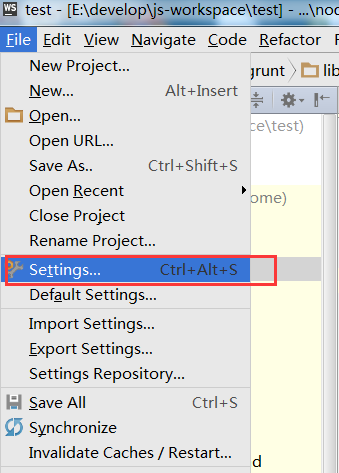 WS test - [E:\develop\js-workspace\test] - ...\nod
File Edit View Navigate Code Refactor
grunt lib
New Project...
New... Alt+Insert
Open...
ce\test)
Open URL...
Save As.. Ctrl+Shift+S
Open Recent
ome)
Close Project
Rename Project...
Settings... Ctrl+Alt+S
Default Settings...
Import Settings...
Export Settings...
Settings Repository...
Save All Ctrl+S
Synchronize
Invalidate Caches / Restart...
d